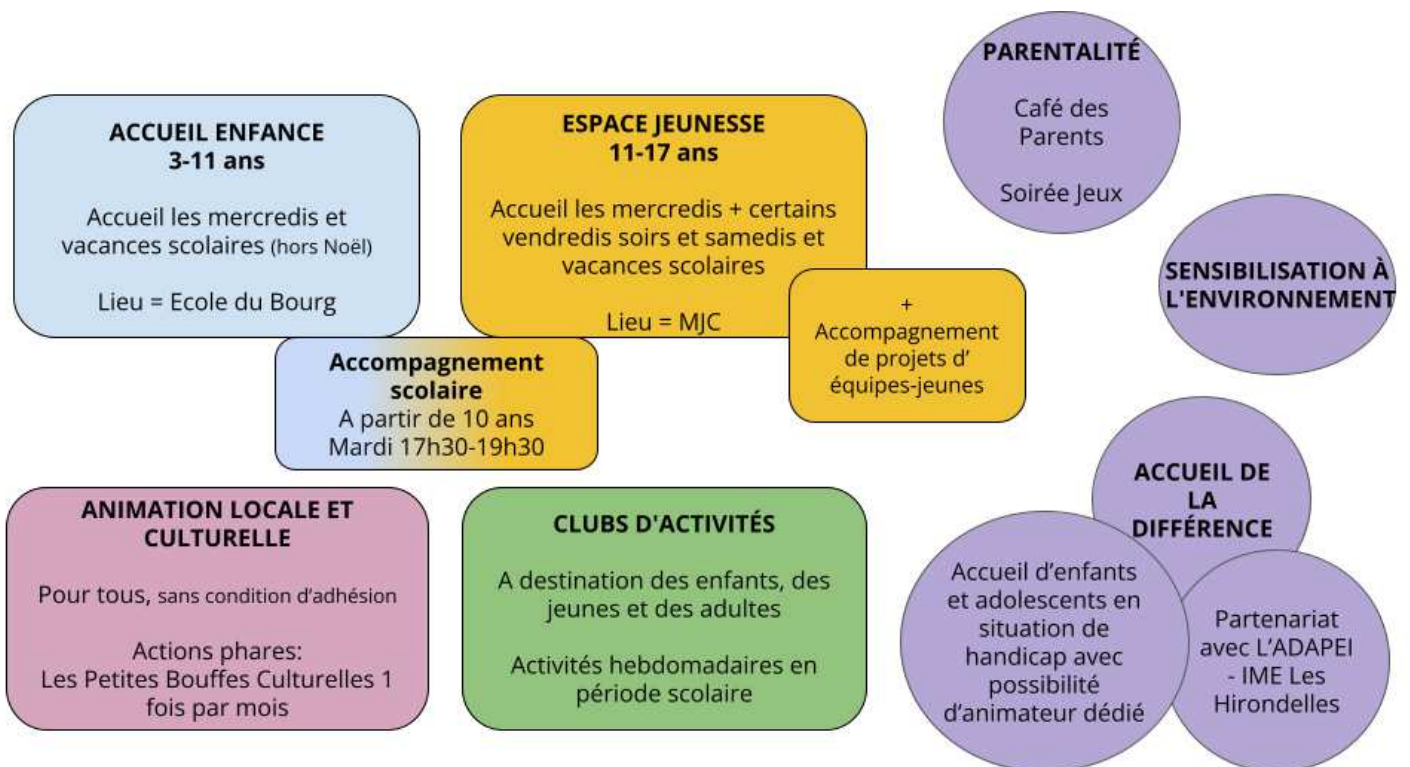 ACCUEIL ENFANCE
3-11 ans
Accueil les mercredis et
vacances scolaires (hors Noël)
Lieu = Ecole du Bourg
ESPACE JEUNESSE
11-17 ans
Accueil les mercredis + certains
vendredis soirs et samedis et
vacances scolaires
Lieu = MJC
+
Accompagnement
de projets d’
équipes-jeunes
Accompagnement
scolaire
A partir de 10 ans
Mardi 17h30-19h30
PARENTALITÉ
Café des
Parents
Soirée Jeux
SENSIBILISATION À
L'ENVIRONNEMENT
ANIMATION LOCALE ET
CULTURELLE
Pour tous, sans condition d’adhésion
Actions phares:
Les Petites Bouffes Culturelles 1
fois par mois
CLUBS D'ACTIVITÉS
A destination des enfants, des
jeunes et des adultes
Activités hebdomadaires en
période scolaire
ACCUEIL DE
LA
DIFFÉRENCE
Accueil d’enfants
et adolescents en
situation de
handicap avec
possibilité
d’animateur dédié
Partenariat
avec L’ADAPEI
- IME Les
Hirondelles